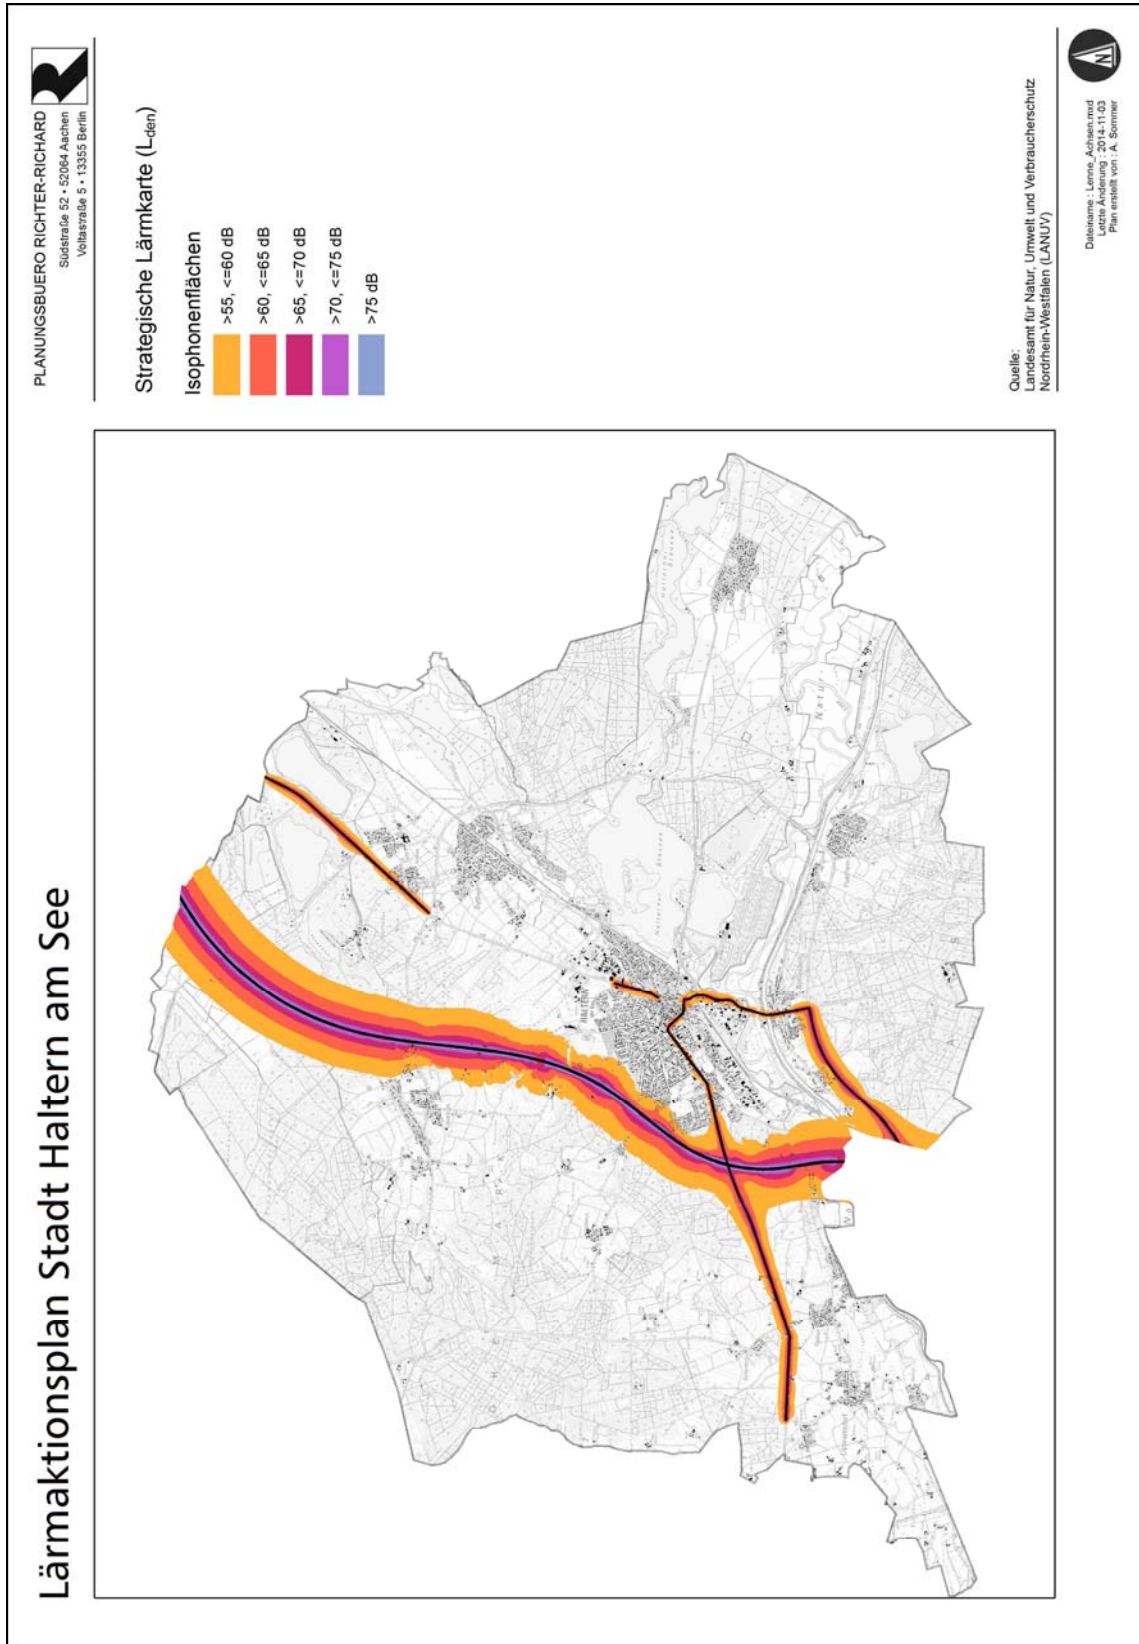 Lärmaktionsplan Stadt Haltern am See
PLANUNGSBUERO RICHTER-RICHARD
Südstraße 52 • 52064 Aachen
Voltastraße 5 • 13355 Berlin
Strategische Lärmkarte (Lden)
Isophonenflächen
>55, <=60 dB
>60, <=65 dB
>65, <=70 dB
>70, <=75 dB
>75 dB
HALTERN
Natur-
Quelle:
Landesamt für Natur, Umwelt und Verbraucherschutz
Nordrhein-Westfalen (LANUV)
N
Dateiname : Lenne_Achsen.mxd
Letzte Änderung : 2014-11-03
Plan erstellt von : A. Sommer